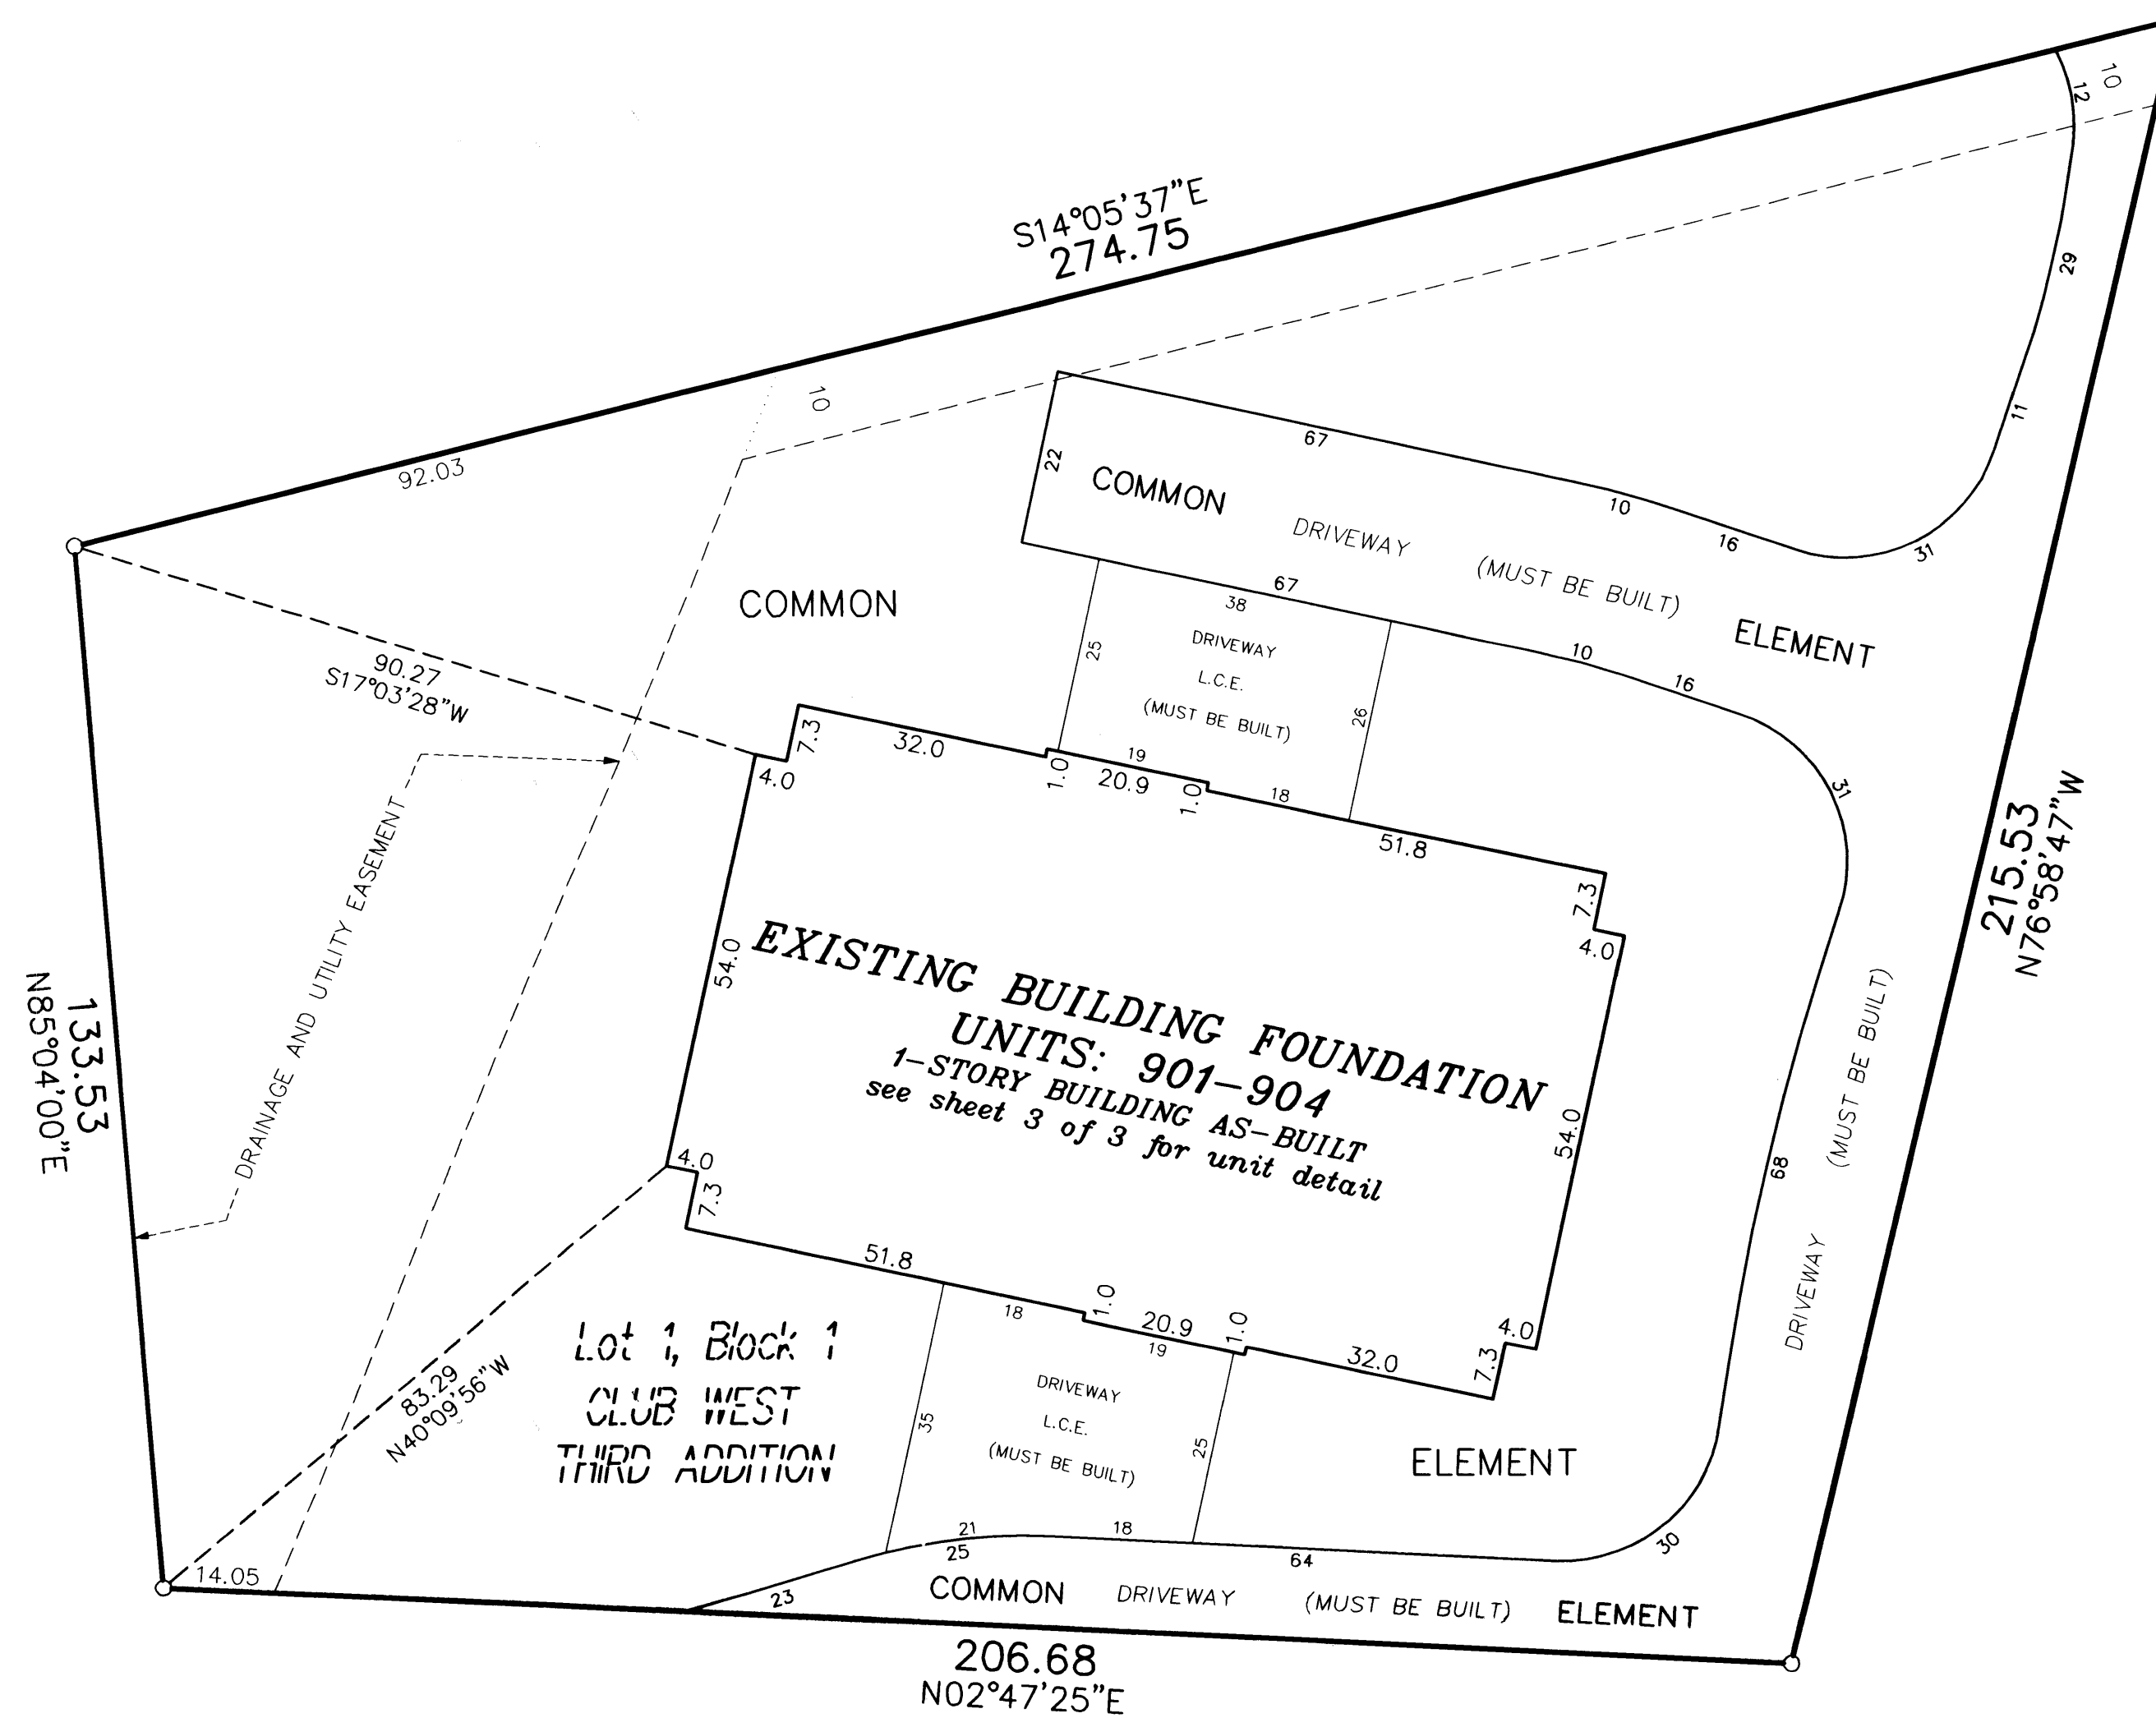 10
12
S14°05'37"E
274.75
29
10
67
11
92.03
22
COMMON
10
DRIVEWAY
16
31
(MUST BE BUILT)
67
38
COMMON
ELEMENT
25
DRIVEWAY
L.C.E.
(MUST BE BUILT)
26
10
16
90.27
S17°03'28"W
7.3
32.0
4.0
1.0
19
20.9
1.0
18
51.8
31
215.53
N76°58'47"W
7.3
4.0
DRAINAGE AND UTILITY EASEMENT
54.0
EXISTING BUILDING FOUNDATION
UNITS: 901-904
1-STORY BUILDING AS-BUILT
see sheet 3 of 3 for unit detail
133.53
N85°04'00"E
54.0
68
DRIVEWAY (MUST BE BUILT)
4.0
7.3
51.8
18
1.0
20.9
19
1.0
32.0
7.3
4.0
Lot 1, Block 1
CLUB WEST
THIRD ADDITION
83.29
N40°09'56"W
35
DRIVEWAY
L.C.E.
(MUST BE BUILT)
25
ELEMENT
21
18
25
64
30
14.05
23
COMMON DRIVEWAY (MUST BE BUILT) ELEMENT
206.68
N02°47'25"E